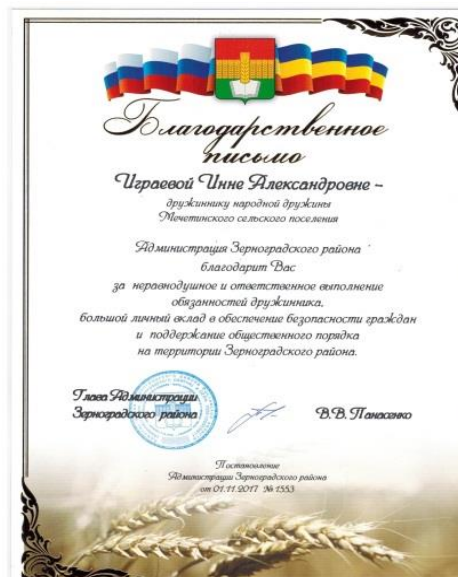 Благодарственное
письмо
Играевой Инне Александровне –
дружиннику народной дружины
Мечетинского сельского поселения
Администрация Зерноградского района
благодарит Вас
за неравнодушное и ответственное выполнение
обязанностей дружинника,
большой личный вклад в обеспечение безопасности граждан
и поддержание общественного порядка
на территории Зерноградского района.
Глава Администрации
Зерноградского района
В.В. Панасенко
Постановление
Администрации Зерноградского района
от 01.11.2017 № 1553